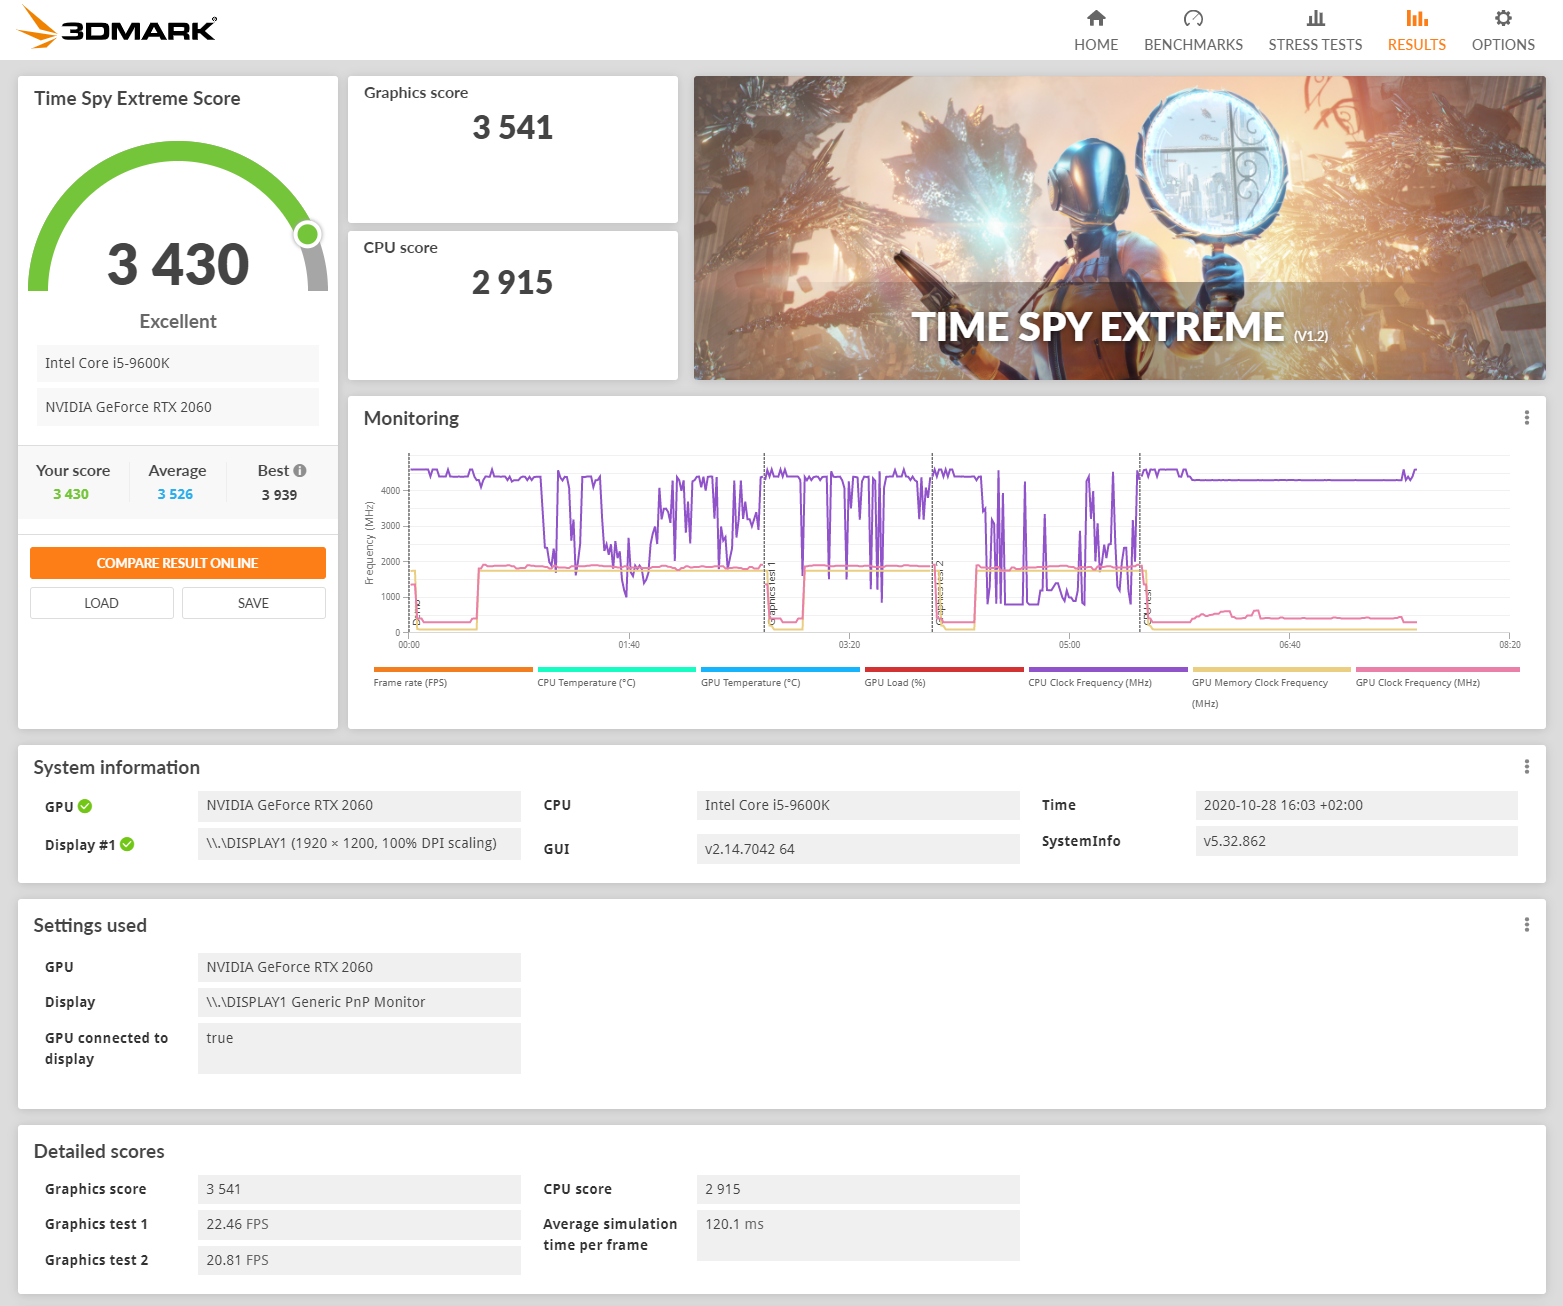 3DMARK
HOME
BENCHMARKS
STRESS TESTS
RESULTS
OPTIONS
Time Spy Extreme Score
3 430
Excellent
Intel Core i5-9600K
NVIDIA GeForce RTX 2060
Your score
Average
Best
3 430
3 526
3 939
COMPARE RESULT ONLINE
LOAD
SAVE
Graphics score
3 541
CPU score
2 915
TIME SPY EXTREME (V1.2)
Monitoring
Frequency (MHz)
4000
3000
2000
1000
0
Graphics test 1
Graphics test 2
CPU test
00:00
01:40
03:20
05:00
06:40
08:20
Frame rate (FPS)
CPU Temperature (°C)
GPU Temperature (°C)
GPU Load (%)
CPU Clock Frequency (MHz)
GPU Memory Clock Frequency
(MHz)
GPU Clock Frequency (MHz)
System information
GPU
NVIDIA GeForce RTX 2060
Display #1
\\.\DISPLAY1 (1920 × 1200, 100% DPI scaling)
CPU
Intel Core i5-9600K
GUI
v2.14.7042 64
Time
2020-10-28 16:03 +02:00
SystemInfo
v5.32.862
Settings used
GPU
NVIDIA GeForce RTX 2060
Display
\\.\DISPLAY1 Generic PnP Monitor
GPU connected to
display
true
Detailed scores
Graphics score
3 541
Graphics test 1
22.46 FPS
Graphics test 2
20.81 FPS
CPU score
2 915
Average simulation
time per frame
120.1 ms